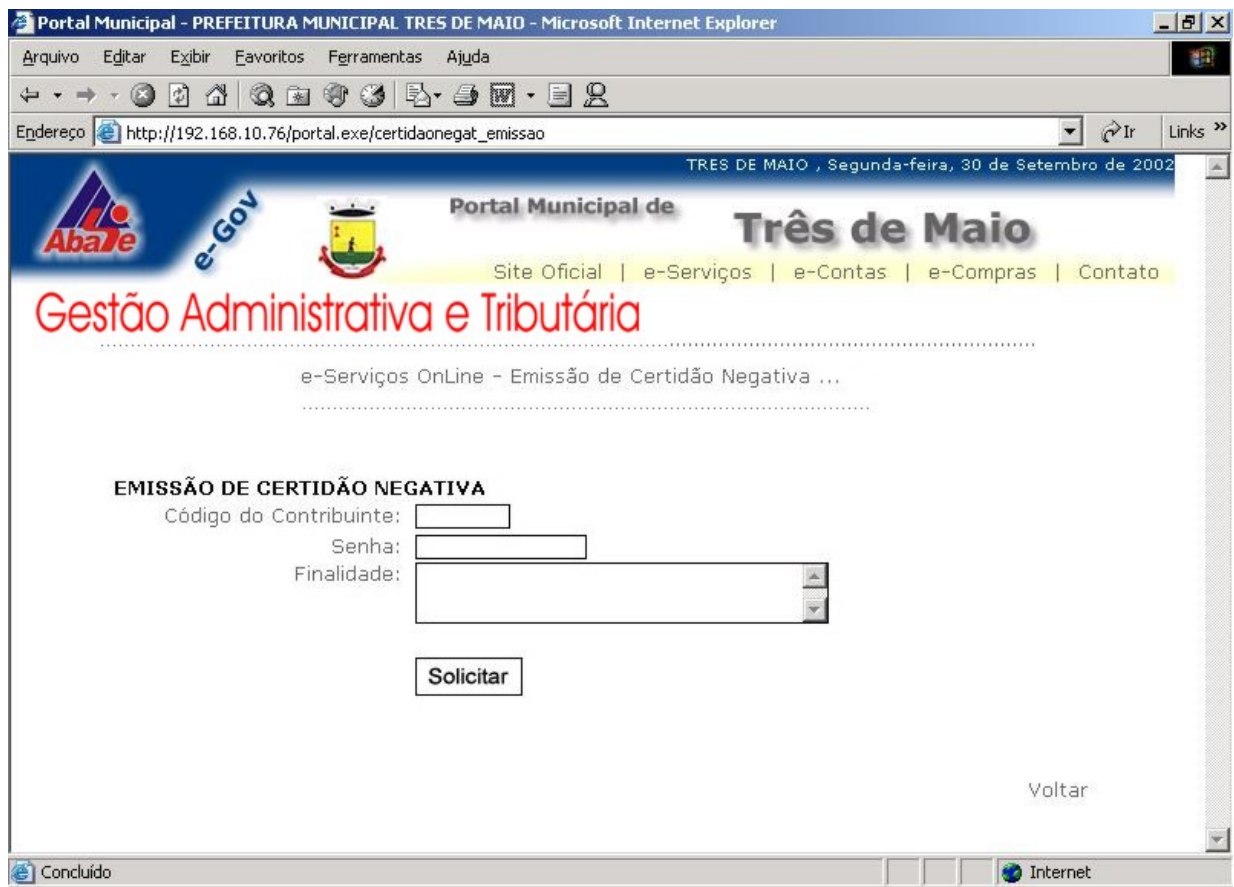 Portal Municipal - PREFEITURA MUNICIPAL TRES DE MAIO - Microsoft Internet Explorer
Arquivo Editar Exibir Favoritos Ferramentas Ajuda
Endereço http://192.168.10.76/portal.exe/certidaonegat_emissao Ir Links »
TRES DE MAIO , Segunda-feira, 30 de Setembro de 2002
Abase e-Gov Portal Municipal de Três de Maio
Site Oficial | e-Serviços | e-Contas | e-Compras | Contato
Gestão Administrativa e Tributária
e-Serviços OnLine - Emissão de Certidão Negativa ...
EMISSÃO DE CERTIDÃO NEGATIVA
Código do Contribuinte:
Senha:
Finalidade:
Solicitar
Voltar
Concluído Internet